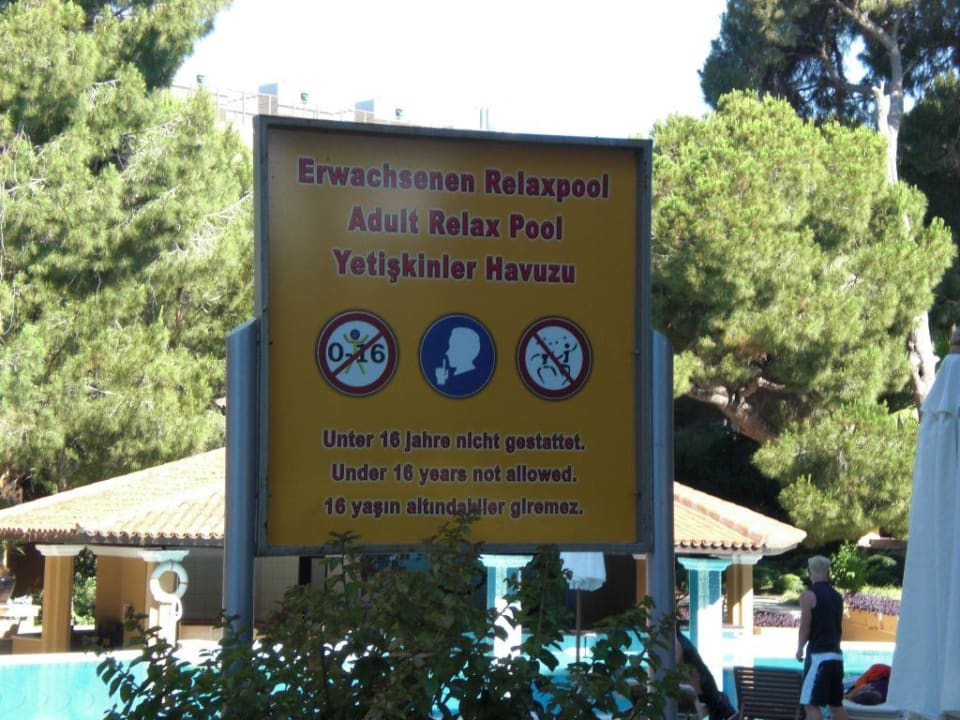 Erwachsenen Relaxpool
Adult Relax Pool
Yetişkinler Havuzu
0-16
Unter 16 jahre nicht gestattet.
Under 16 years not allowed.
16 yaşın altındakiler giremez.